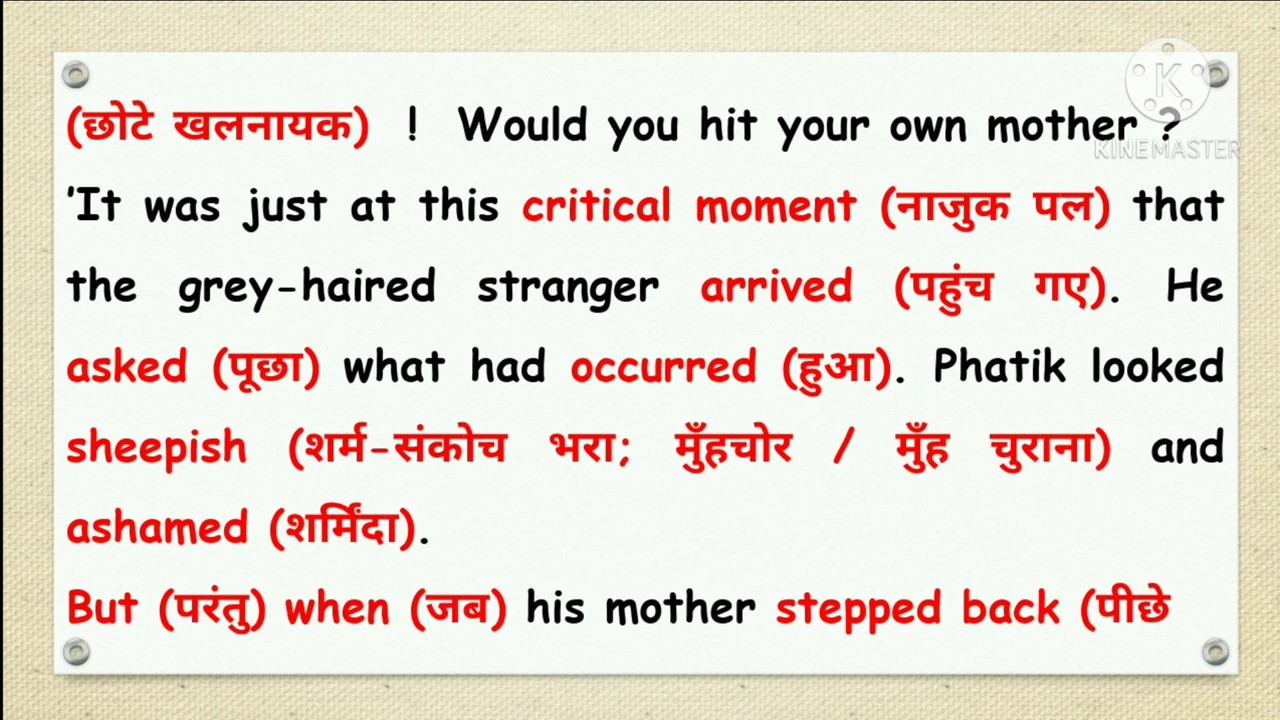 (छोटे खलनायक) ! Would you hit your own mother ?
KINEMASTER
'It was just at this critical moment (नाजुक पल) that
the grey-haired stranger arrived (पहुंच गए). He
asked (पूछा) what had occurred (हुआ). Phatik looked
sheepish (शर्म-संकोच भरा; मुँहचोर / मुँह चुराना) and
ashamed (शर्मिंदा).
But (परंतु) when (जब) his mother stepped back (पीछे